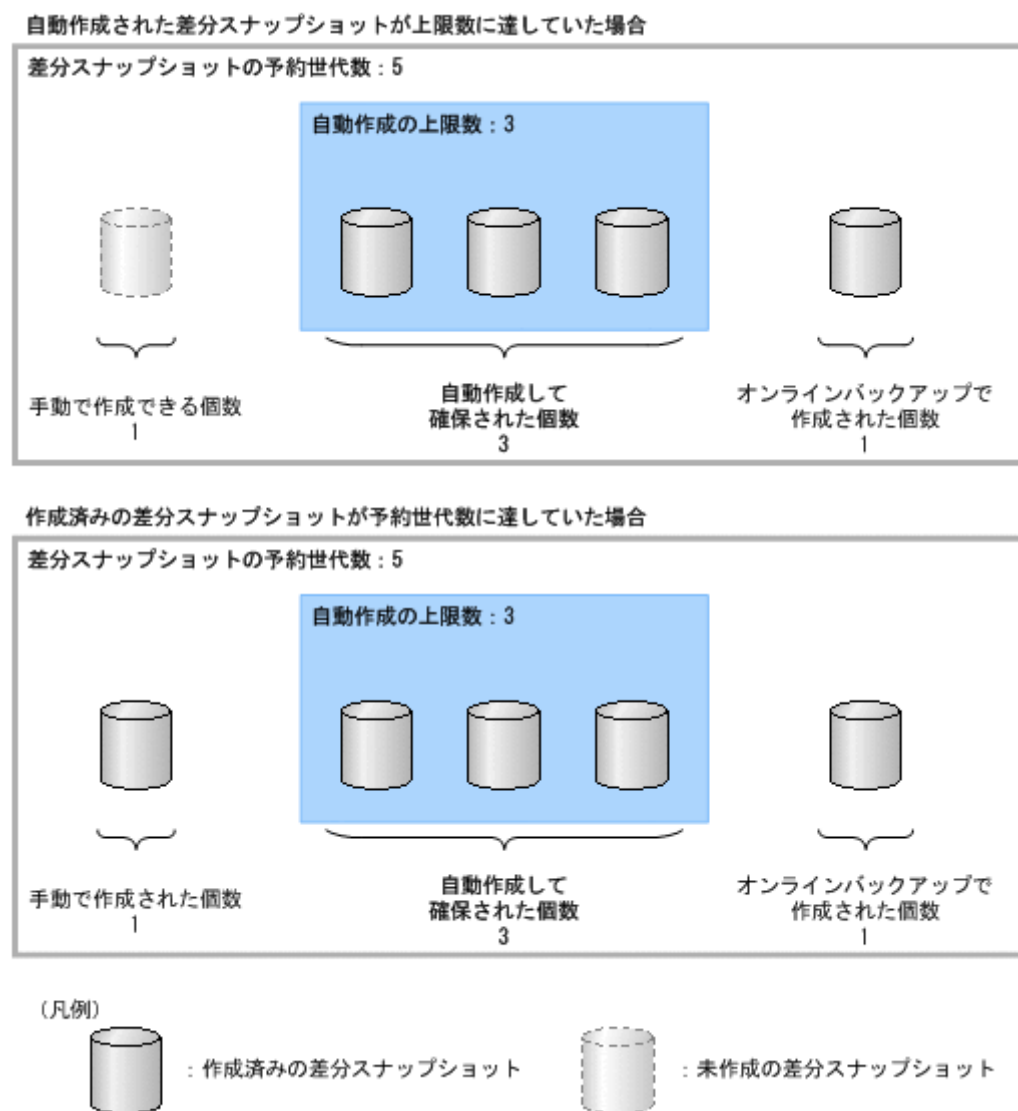 自動作成された差分スナップショットが上限数に達していた場合
差分スナップショットの予約世代数：5
自動作成の上限数：3
手動で作成できる個数
1
自動作成して
確保された個数
3
オンラインバックアップで
作成された個数
1
作成済みの差分スナップショットが予約世代数に達していた場合
差分スナップショットの予約世代数：5
自動作成の上限数：3
手動で作成された個数
1
自動作成して
確保された個数
3
オンラインバックアップで
作成された個数
1
（凡例）
：作成済みの差分スナップショット
：未作成の差分スナップショット